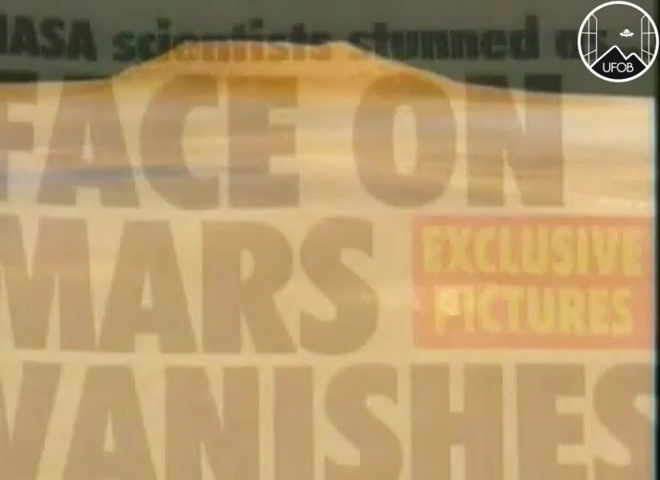 NASA scientists stunned as
FACE ON
MARS
EXCLUSIVE
PICTURES
VANISHES
UFOB